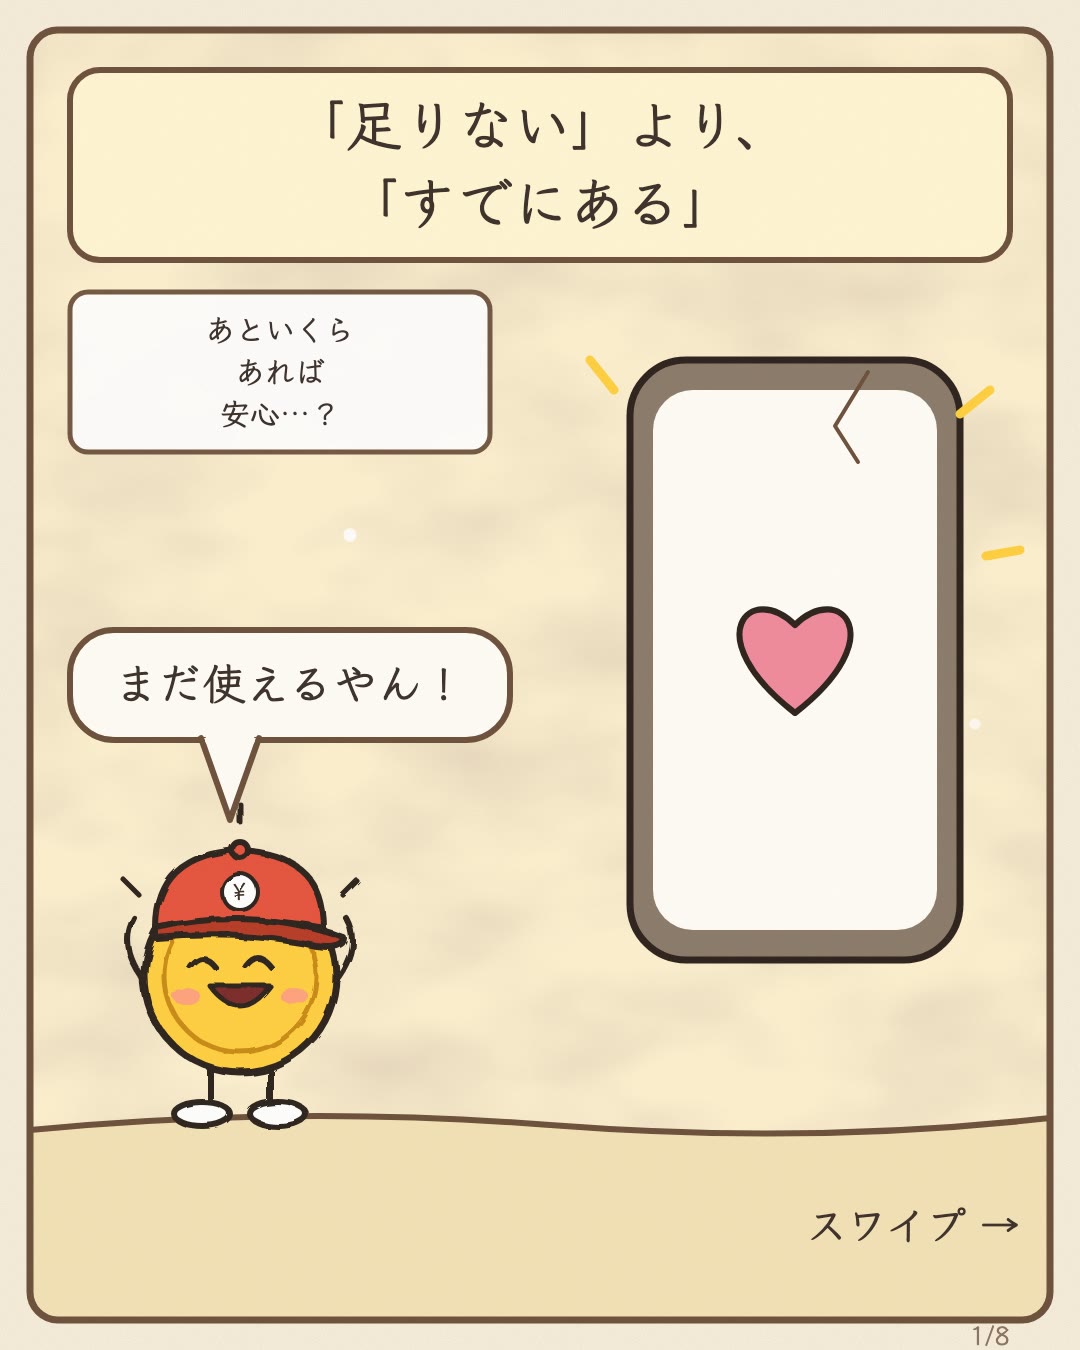 「足りない」より、
「すでにある」
あといくら
あれば
安心…？
まだ使えるやん！
¥
スワイプ →
1/8